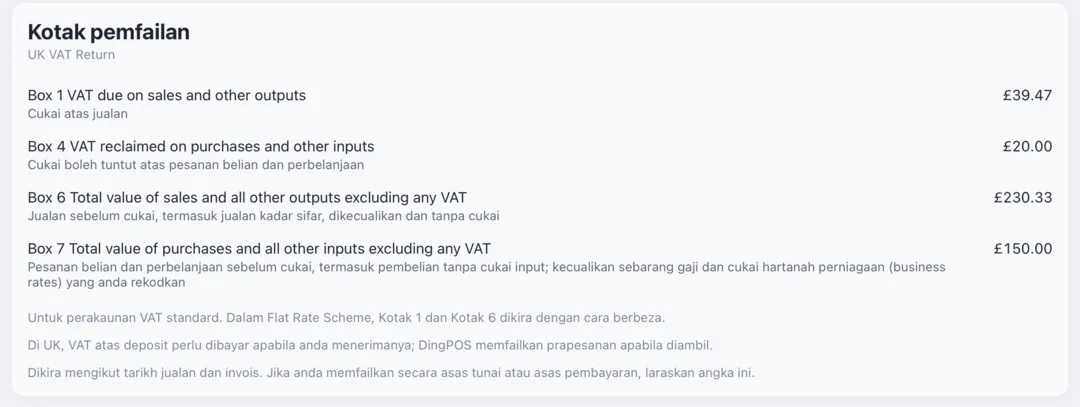 Kotak pemfailan
UK VAT Return
Box 1 VAT due on sales and other outputs
£39.47
Cukai atas jualan
Box 4 VAT reclaimed on purchases and other inputs
£20.00
Cukai boleh tuntut atas pesanan belian dan perbelanjaan
Box 6 Total value of sales and all other outputs excluding any VAT
£230.33
Jualan sebelum cukai, termasuk jualan kadar sifar, dikecualikan dan tanpa cukai
Box 7 Total value of purchases and all other inputs excluding any VAT
£150.00
Pesanan belian dan perbelanjaan sebelum cukai, termasuk pembelian tanpa cukai input; kecualikan sebarang gaji dan cukai hartanah perniagaan (business
rates) yang anda rekodkan
Untuk perakaunan VAT standard. Dalam Flat Rate Scheme, Kotak 1 dan Kotak 6 dikira dengan cara berbeza.
Di UK, VAT atas deposit perlu dibayar apabila anda menerimanya; DingPOS memfailkan prapesanan apabila diambil.
Dikira mengikut tarikh jualan dan invois. Jika anda memfailkan secara asas tunai atau asas pembayaran, laraskan angka ini.